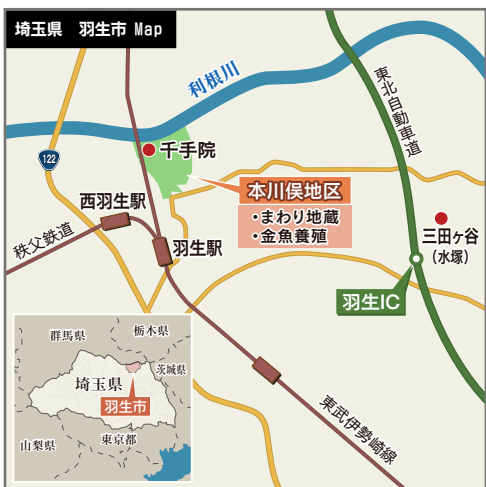 埼玉県 羽生市 Map
利根川
東北自動車道
122
千手院
本川俣地区
・まわり地蔵
・金魚養殖
西羽生駅
秩父鉄道
羽生駅
三田ヶ谷
(水塚)
羽生IC
東武伊勢崎線
群馬県
栃木県
茨城県
埼玉県
羽生市
山梨県
東京都